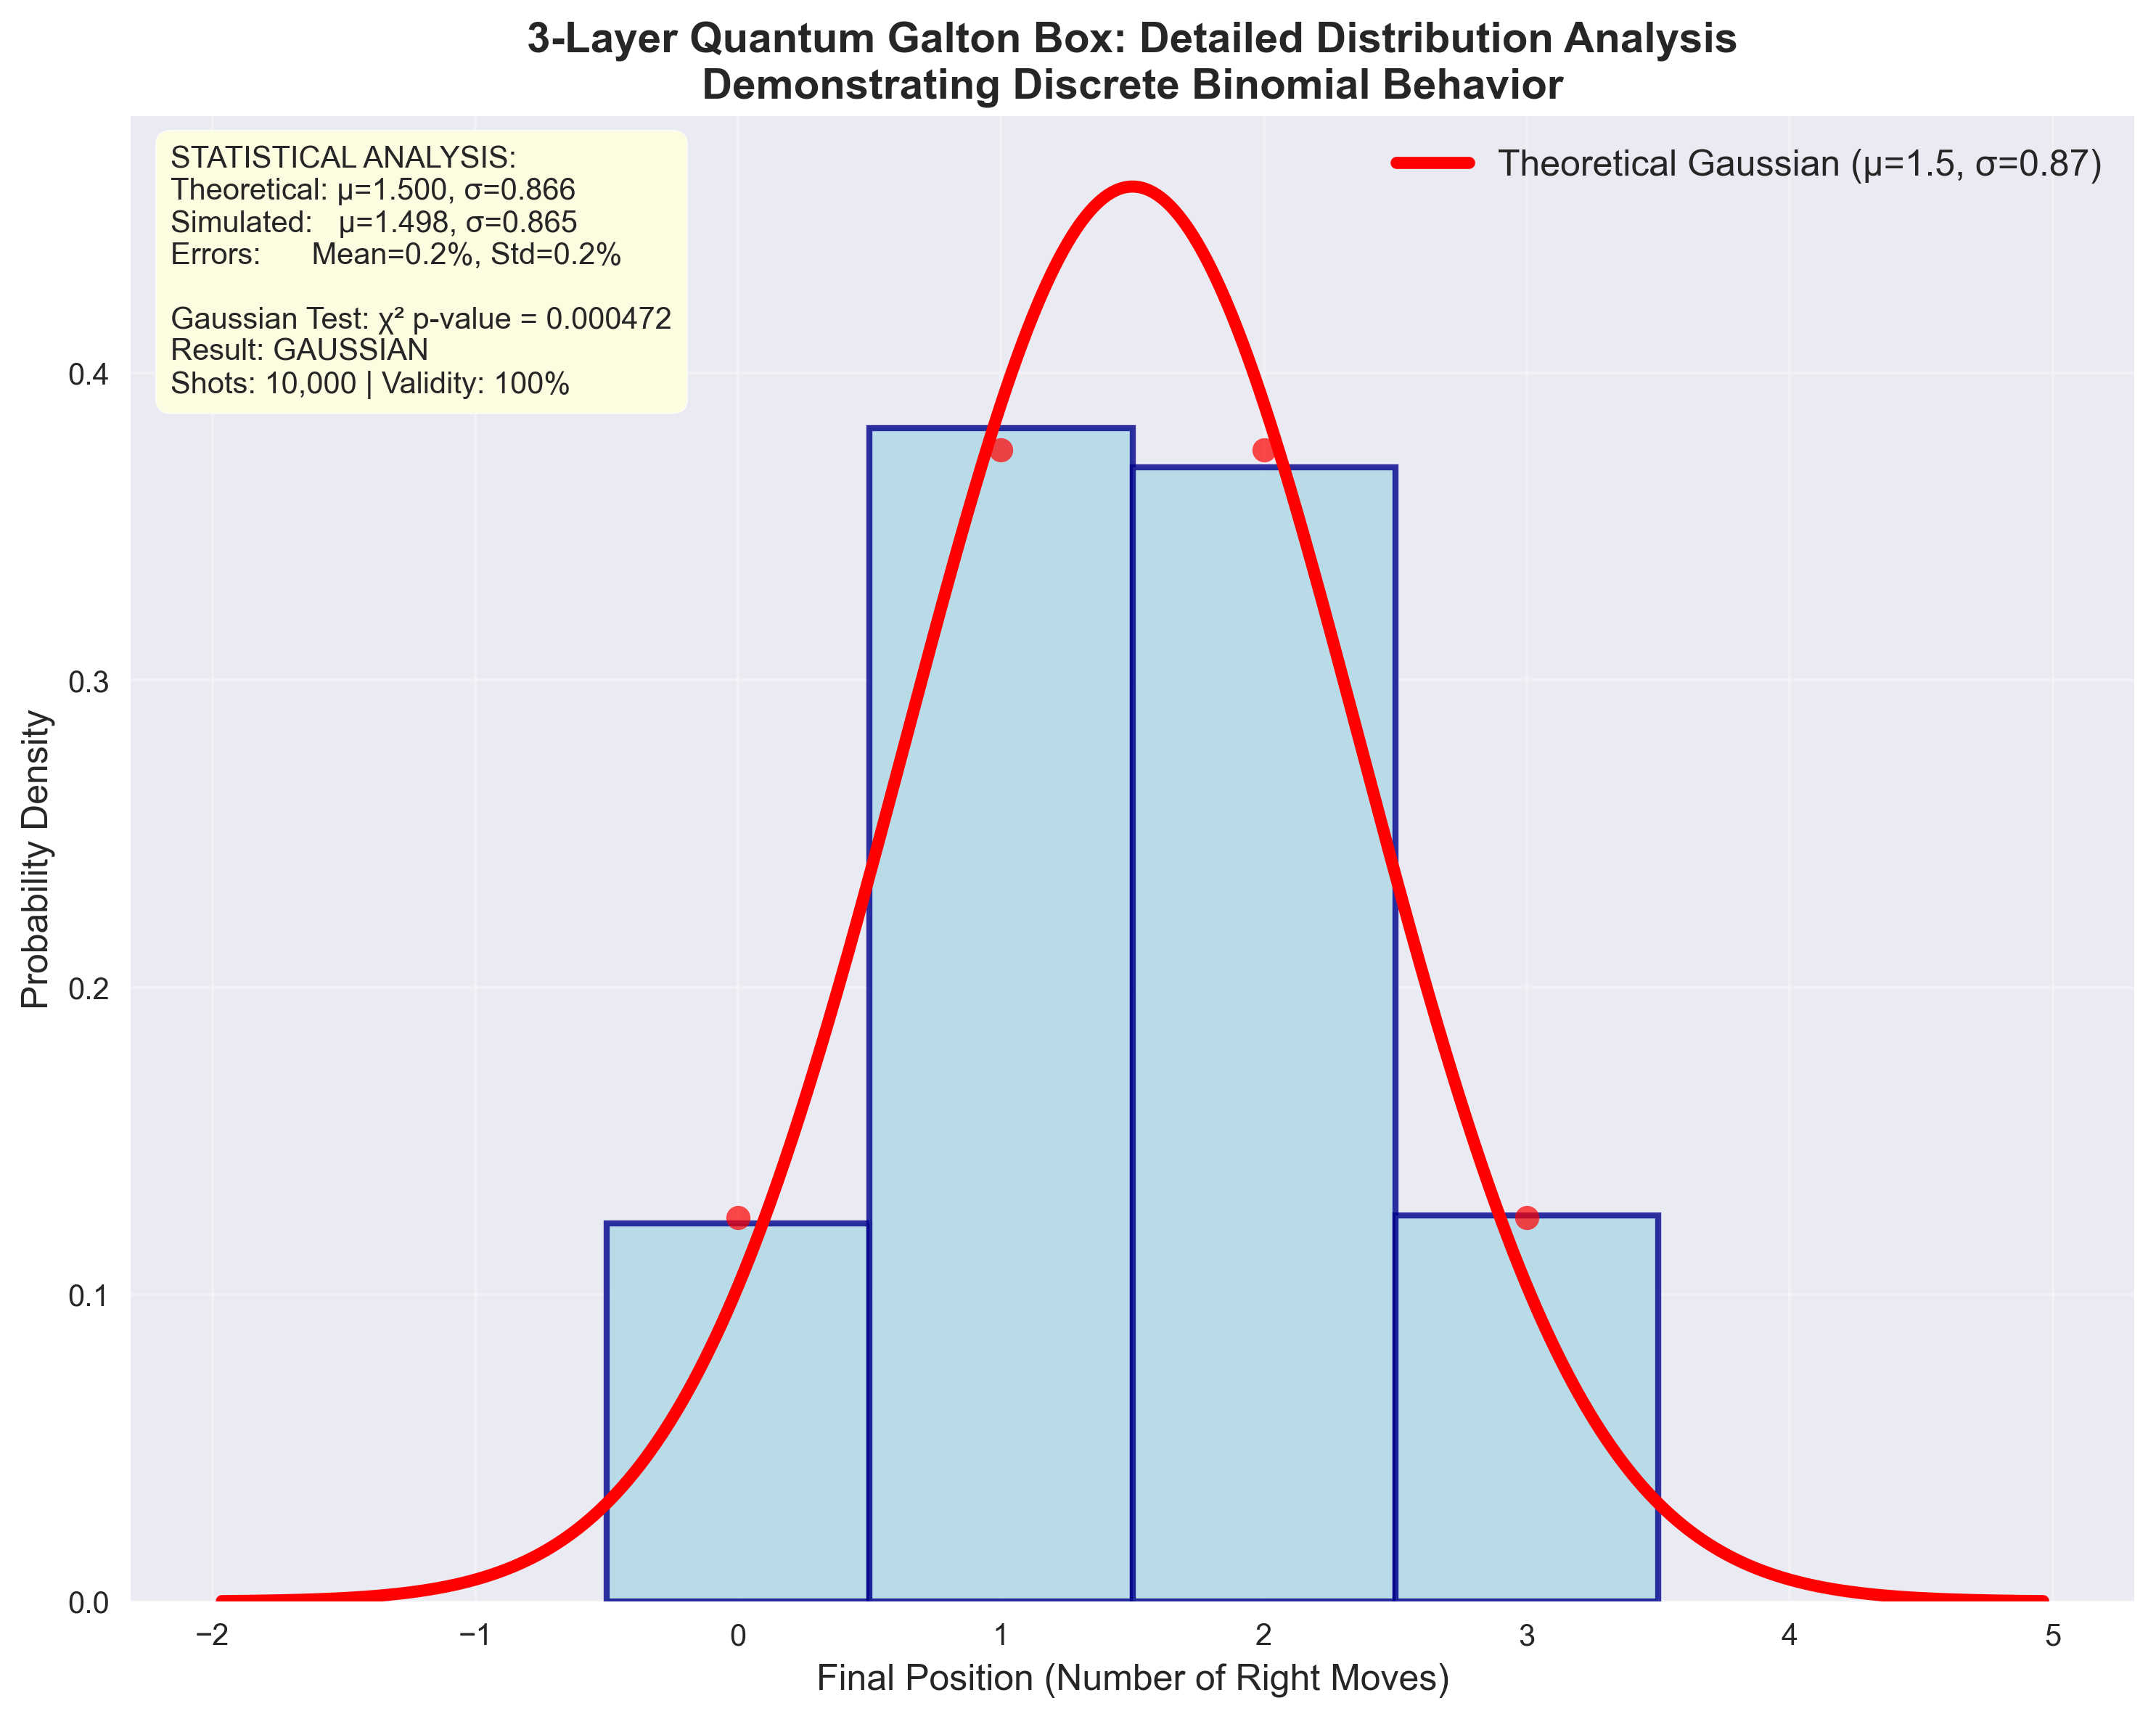 3-Layer Quantum Galton Box: Detailed Distribution Analysis
Demonstrating Discrete Binomial Behavior
STATISTICAL ANALYSIS:
Theoretical: μ=1.500, σ=0.866
Simulated:   μ=1.498, σ=0.865
Errors:      Mean=0.2%, Std=0.2%
Gaussian Test: χ² p-value = 0.000472
Result: GAUSSIAN
Shots: 10,000 | Validity: 100%
Theoretical Gaussian (μ=1.5, σ=0.87)
Probability Density
0.4
0.3
0.2
0.1
0.0
−2 −1 0 1 2 3 4 5
Final Position (Number of Right Moves)